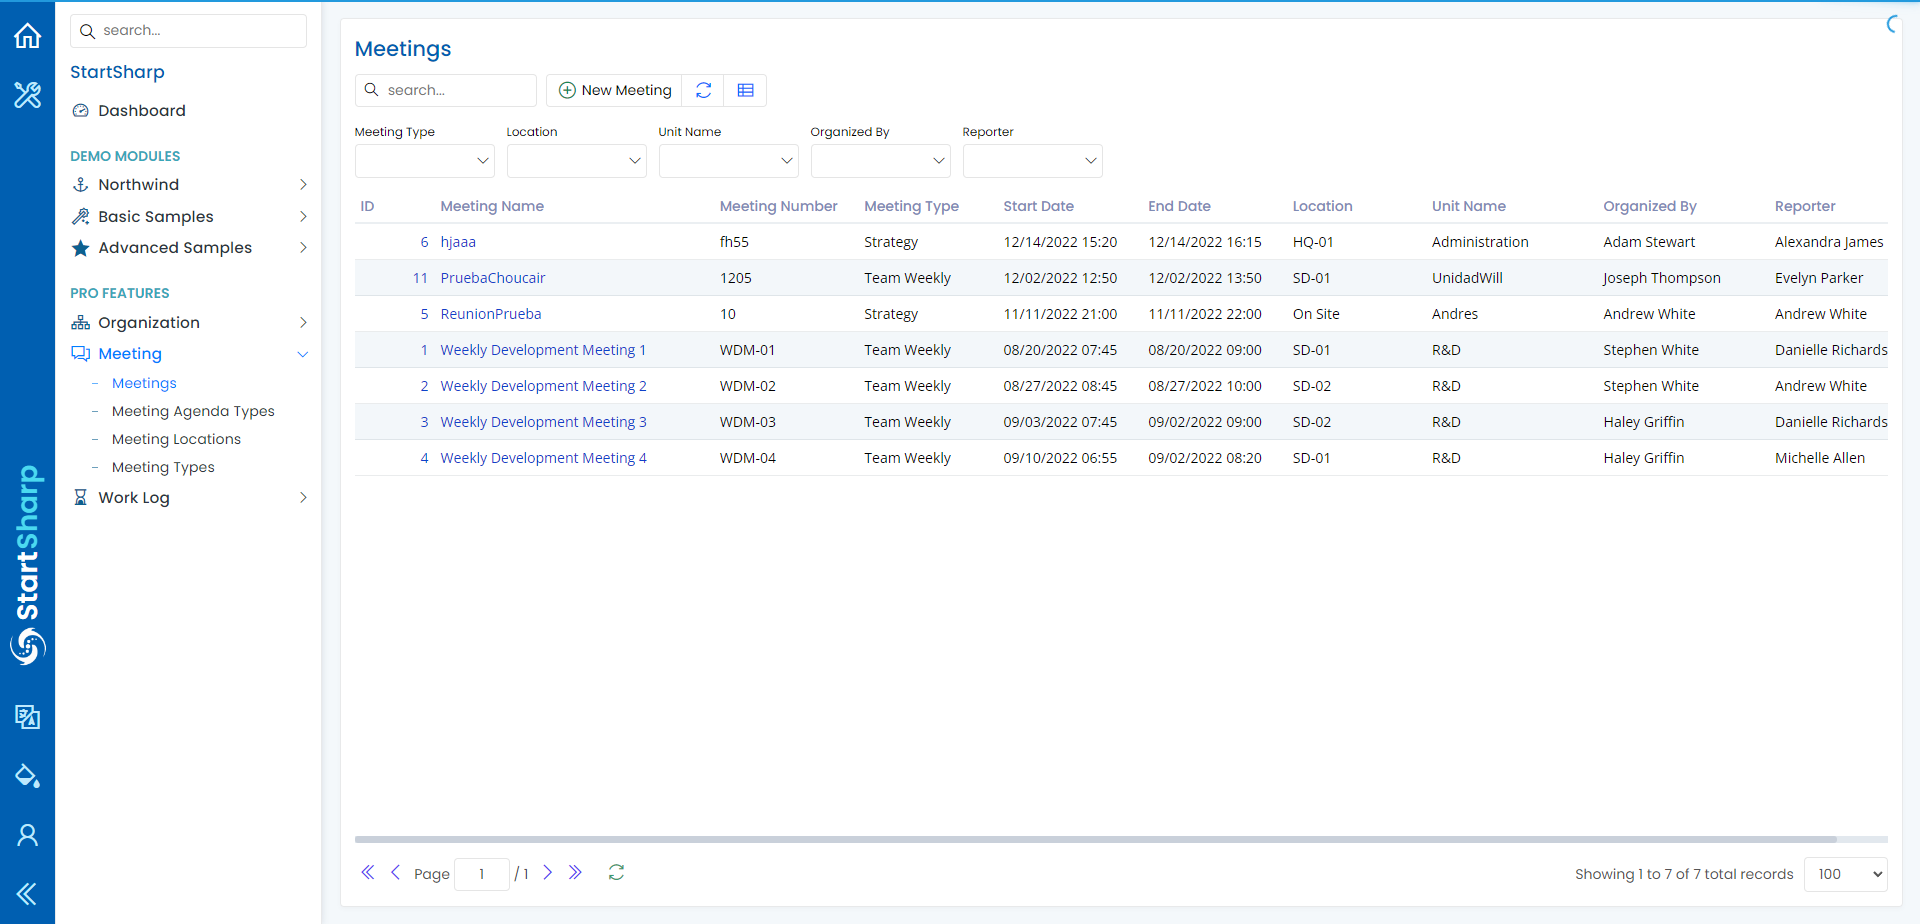 search...
StartSharp
Dashboard
DEMO MODULES
Northwind
Basic Samples
Advanced Samples
PRO FEATURES
Organization
Meeting
- Meetings
- Meeting Agenda Types
- Meeting Locations
- Meeting Types
Work Log
StartSharp
Meetings
search...
New Meeting
Meeting Type Location Unit Name Organized By Reporter
ID Meeting Name Meeting Number Meeting Type Start Date End Date Location Unit Name Organized By Reporter
6 hjaaa fh55 Strategy 12/14/2022 15:20 12/14/2022 16:15 HQ-01 Administration Adam Stewart Alexandra James
11 PruebaChoucair 1205 Team Weekly 12/02/2022 12:50 12/02/2022 13:50 SD-01 UnidadWill Joseph Thompson Evelyn Parker
5 ReunionPrueba 10 Strategy 11/11/2022 21:00 11/11/2022 22:00 On Site Andres Andrew White Andrew White
1 Weekly Development Meeting 1 WDM-01 Team Weekly 08/20/2022 07:45 08/20/2022 09:00 SD-01 R&D Stephen White Danielle Richards
2 Weekly Development Meeting 2 WDM-02 Team Weekly 08/27/2022 08:45 08/27/2022 10:00 SD-02 R&D Stephen White Andrew White
3 Weekly Development Meeting 3 WDM-03 Team Weekly 09/03/2022 07:45 09/02/2022 09:00 SD-02 R&D Haley Griffin Danielle Richards
4 Weekly Development Meeting 4 WDM-04 Team Weekly 09/10/2022 06:55 09/02/2022 08:20 SD-01 R&D Haley Griffin Michelle Allen
Page 1 / 1
Showing 1 to 7 of 7 total records 100